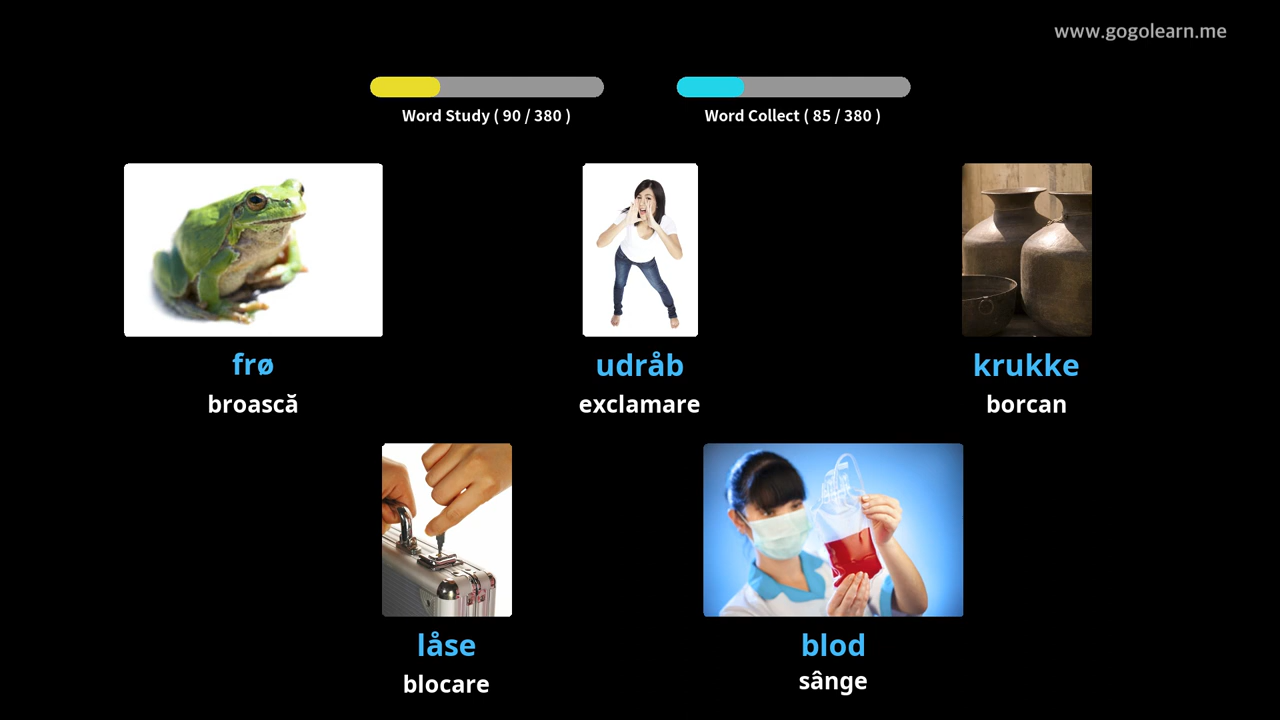 www.gogolearn.me
Word Study ( 90 / 380 )
Word Collect ( 85 / 380 )
frø
broască
udråb
exclamare
krukke
borcan
låse
blocare
blod
sânge